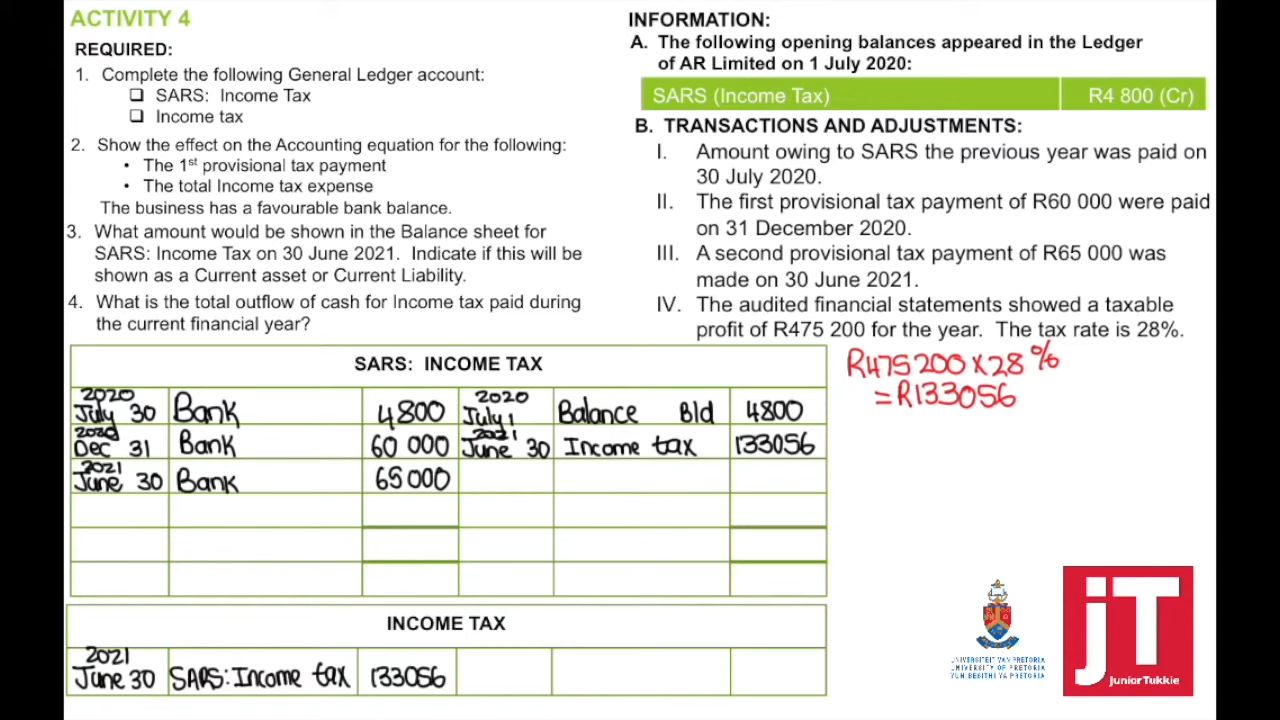 ACTIVITY 4
REQUIRED:
1. Complete the following General Ledger account:
❑ SARS: Income Tax
❑ Income tax
2. Show the effect on the Accounting equation for the following:
• The 1st provisional tax payment
• The total Income tax expense
The business has a favourable bank balance.
3. What amount would be shown in the Balance sheet for
SARS: Income Tax on 30 June 2021. Indicate if this will be
shown as a Current asset or Current Liability.
4. What is the total outflow of cash for Income tax paid during
the current financial year?
INFORMATION:
A. The following opening balances appeared in the Ledger
of AR Limited on 1 July 2020:
SARS (Income Tax) R4 800 (Cr)
B. TRANSACTIONS AND ADJUSTMENTS:
I. Amount owing to SARS the previous year was paid on
30 July 2020.
II. The first provisional tax payment of R60 000 were paid
on 31 December 2020.
III. A second provisional tax payment of R65 000 was
made on 30 June 2021.
IV. The audited financial statements showed a taxable
profit of R475 200 for the year. The tax rate is 28%.
R475 200 x 28%
= R133056
SARS: INCOME TAX
2020 2020
July 30 Bank 4800 July 1 Balance b/d 4800
2020 2021
Dec 31 Bank 60 000 June 30 Income tax 133056
2021
June 30 Bank 65 000
INCOME TAX
2021
June 30 SARS: Income tax 133056
UNIVERSITEIT VAN PRETORIA
UNIVERSITY OF PRETORIA
YUNIBESITHI YA PRETORIA
jT
JuniorTukkie